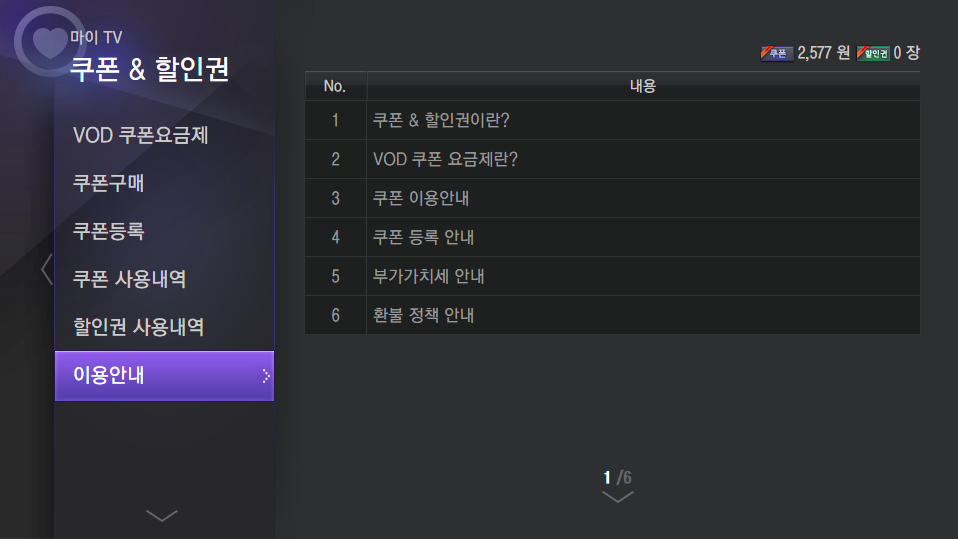 마이 TV
쿠폰 & 할인권
VOD 쿠폰요금제
쿠폰구매
쿠폰등록
쿠폰 사용내역
할인권 사용내역
이용안내
쿠폰 2,577 원 할인권 0 장
No. 내용
1 쿠폰 & 할인권이란?
2 VOD 쿠폰 요금제란?
3 쿠폰 이용안내
4 쿠폰 등록 안내
5 부가가치세 안내
6 환불 정책 안내
1 /6